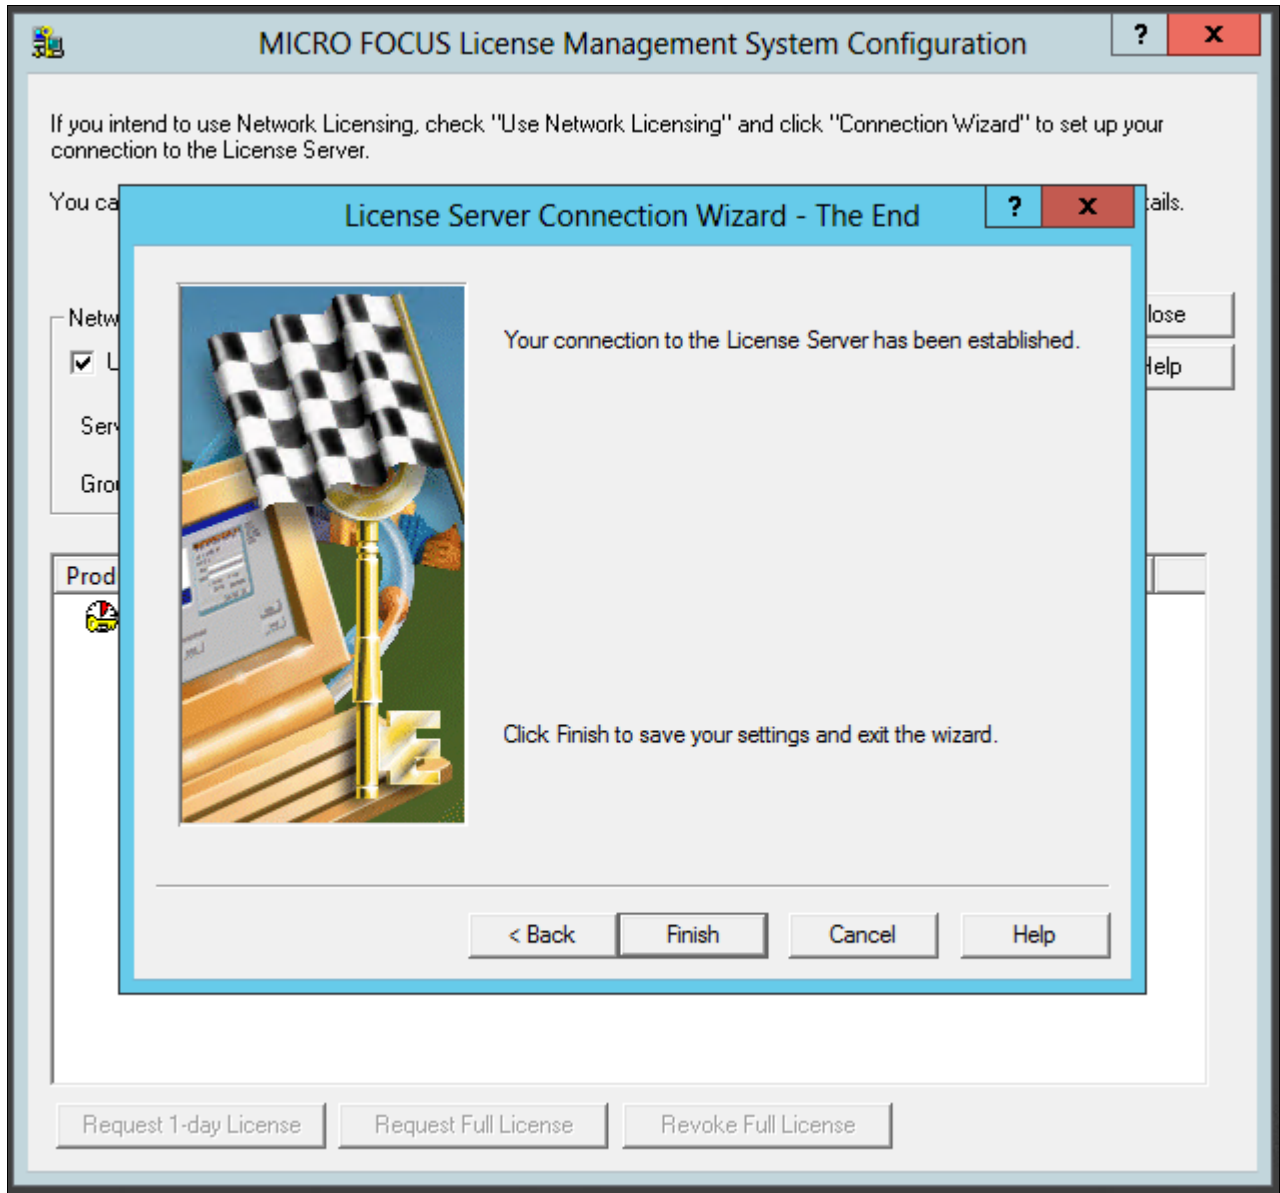 MICRO FOCUS License Management System Configuration
? x
If you intend to use Network Licensing, check "Use Network Licensing" and click "Connection Wizard" to set up your
connection to the License Server.
You ca
License Server Connection Wizard - The End
? x
tails.
Your connection to the License Server has been established.
Netw
lose
Help
Serv
Grou
Prod
Click Finish to save your settings and exit the wizard.
< Back Finish Cancel Help
Request 1-day License Request Full License Revoke Full License